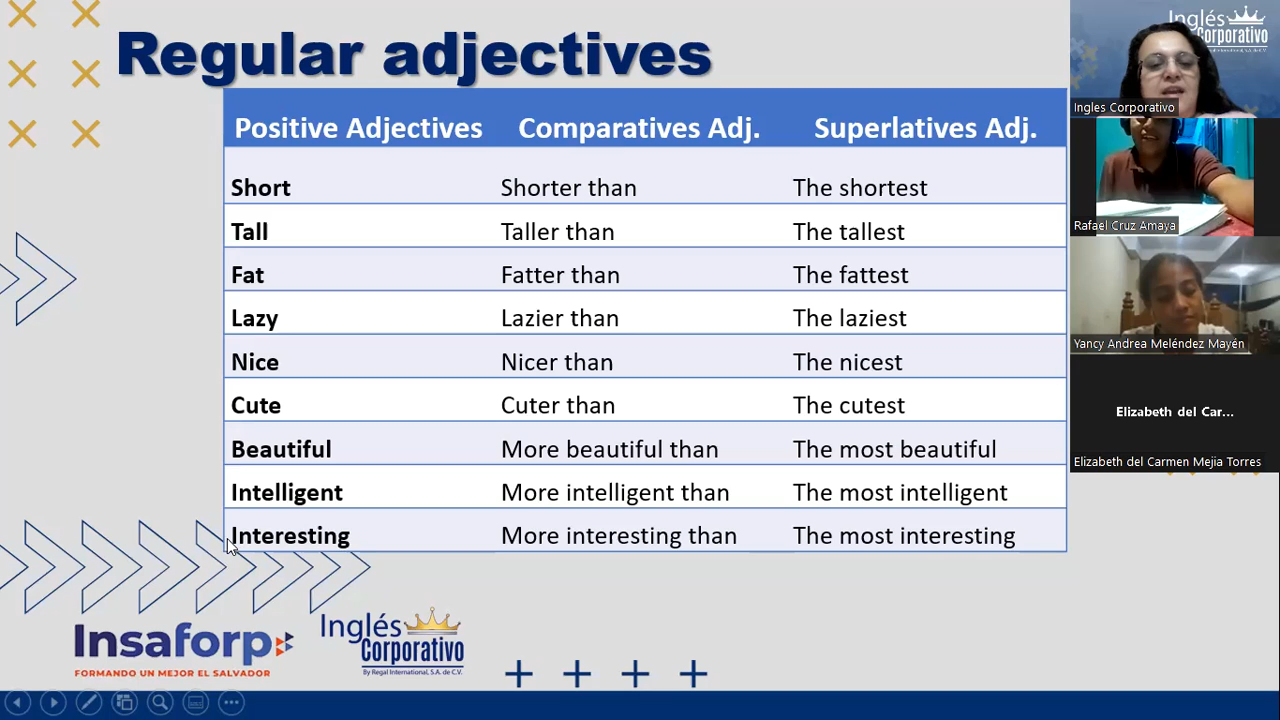 Regular adjectives
Positive Adjectives Comparatives Adj. Superlatives Adj.
Short Shorter than The shortest
Tall Taller than The tallest
Fat Fatter than The fattest
Lazy Lazier than The laziest
Nice Nicer than The nicest
Cute Cuter than The cutest
Beautiful More beautiful than The most beautiful
Intelligent More intelligent than The most intelligent
Interesting More interesting than The most interesting
Insaforp
FORMANDO UN MEJOR EL SALVADOR
Inglés
Corporativo
By Regal International, S.A. de C.V.
Inglés
Corporativo
Ingles Corporativo
Rafael Cruz Amaya
Yancy Andrea Meléndez Mayén
Elizabeth del Car...
Elizabeth del Carmen Mejia Torres